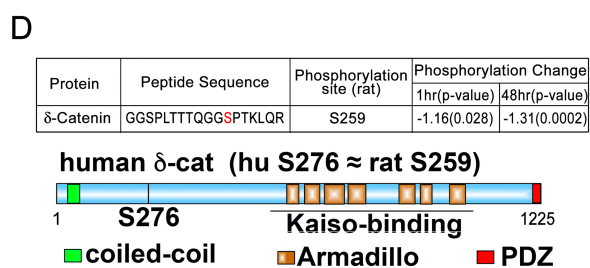 D
Protein Peptide Sequence Phosphorylation site (rat) Phosphorylation Change
1hr(p-value) 48hr(p-value)
δ-Catenin GGSPLTTTQGGSPTKLQR S259 -1.16(0.028) -1.31(0.0002)
human δ-cat (hu S276 ≈ rat S259)
1 S276 Kaiso-binding 1225
coiled-coil Armadillo PDZ